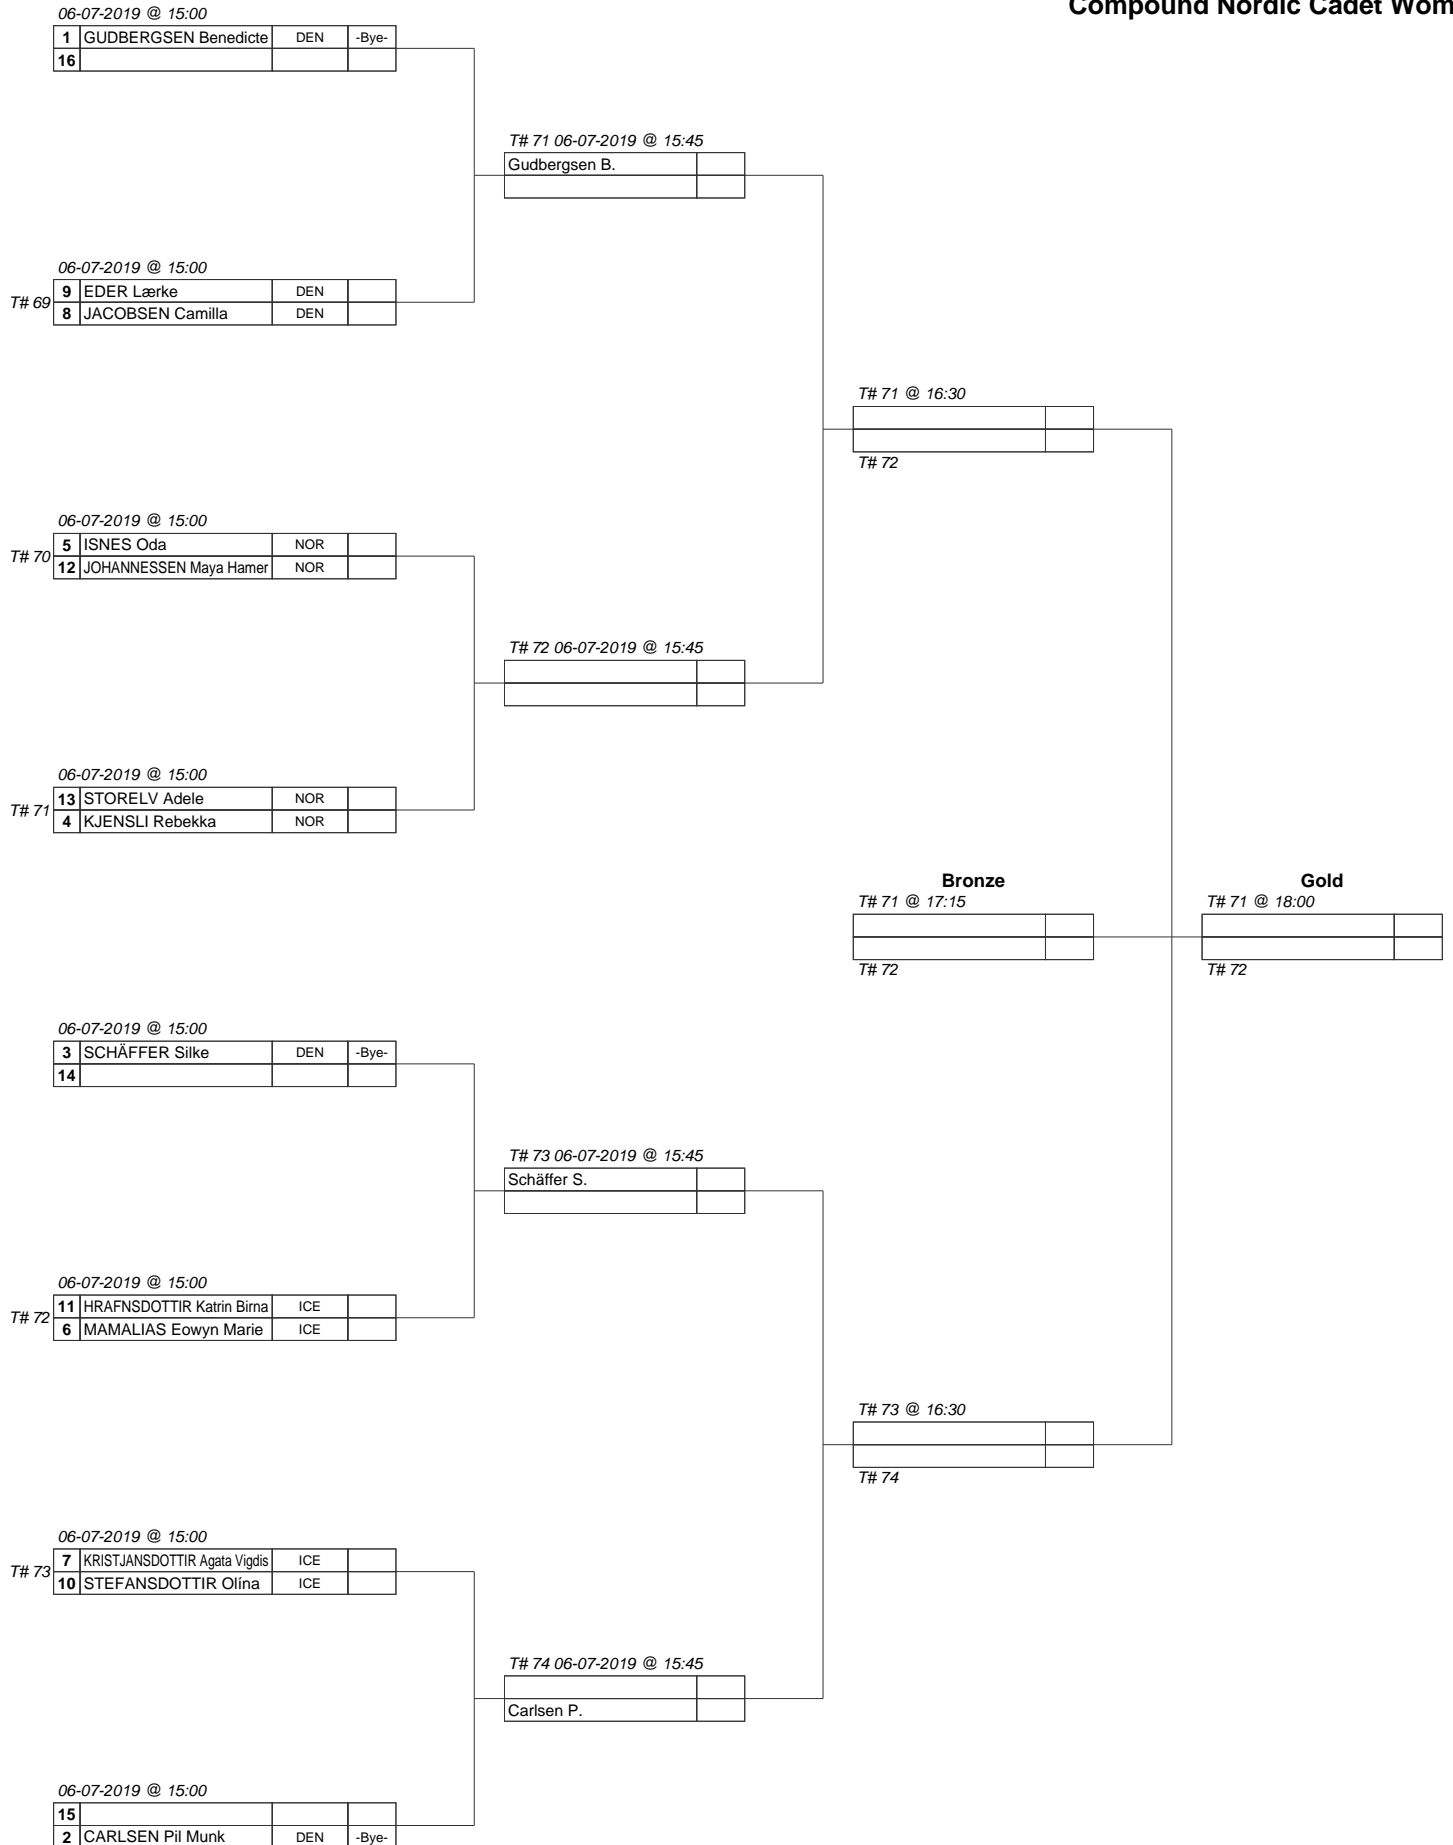 Compound Nordic Cadet Wom
06-07-2019 @ 15:00
1 GUDBERGSEN Benedicte DEN -Bye-
16
T# 71 06-07-2019 @ 15:45
Gudbergsen B.
06-07-2019 @ 15:00
T# 69
9 EDER Lærke DEN
8 JACOBSEN Camilla DEN
T# 71 @ 16:30
T# 72
06-07-2019 @ 15:00
T# 70
5 ISNES Oda NOR
12 JOHANNESSEN Maya Hamer NOR
T# 72 06-07-2019 @ 15:45
06-07-2019 @ 15:00
T# 71
13 STORELV Adele NOR
4 KJENSLI Rebekka NOR
Bronze
T# 71 @ 17:15
T# 72
Gold
T# 71 @ 18:00
T# 72
06-07-2019 @ 15:00
3 SCHÄFFER Silke DEN -Bye-
14
T# 73 06-07-2019 @ 15:45
Schäffer S.
06-07-2019 @ 15:00
T# 72
11 HRAFNSDOTTIR Katrin Birna ICE
6 MAMALIAS Eowyn Marie ICE
T# 73 @ 16:30
T# 74
06-07-2019 @ 15:00
T# 73
7 KRISTJANSDOTTIR Agata Vigdis ICE
10 STEFANSDOTTIR Olína ICE
T# 74 06-07-2019 @ 15:45
Carlsen P.
06-07-2019 @ 15:00
15
2 CARLSEN Pil Munk DEN -Bye-